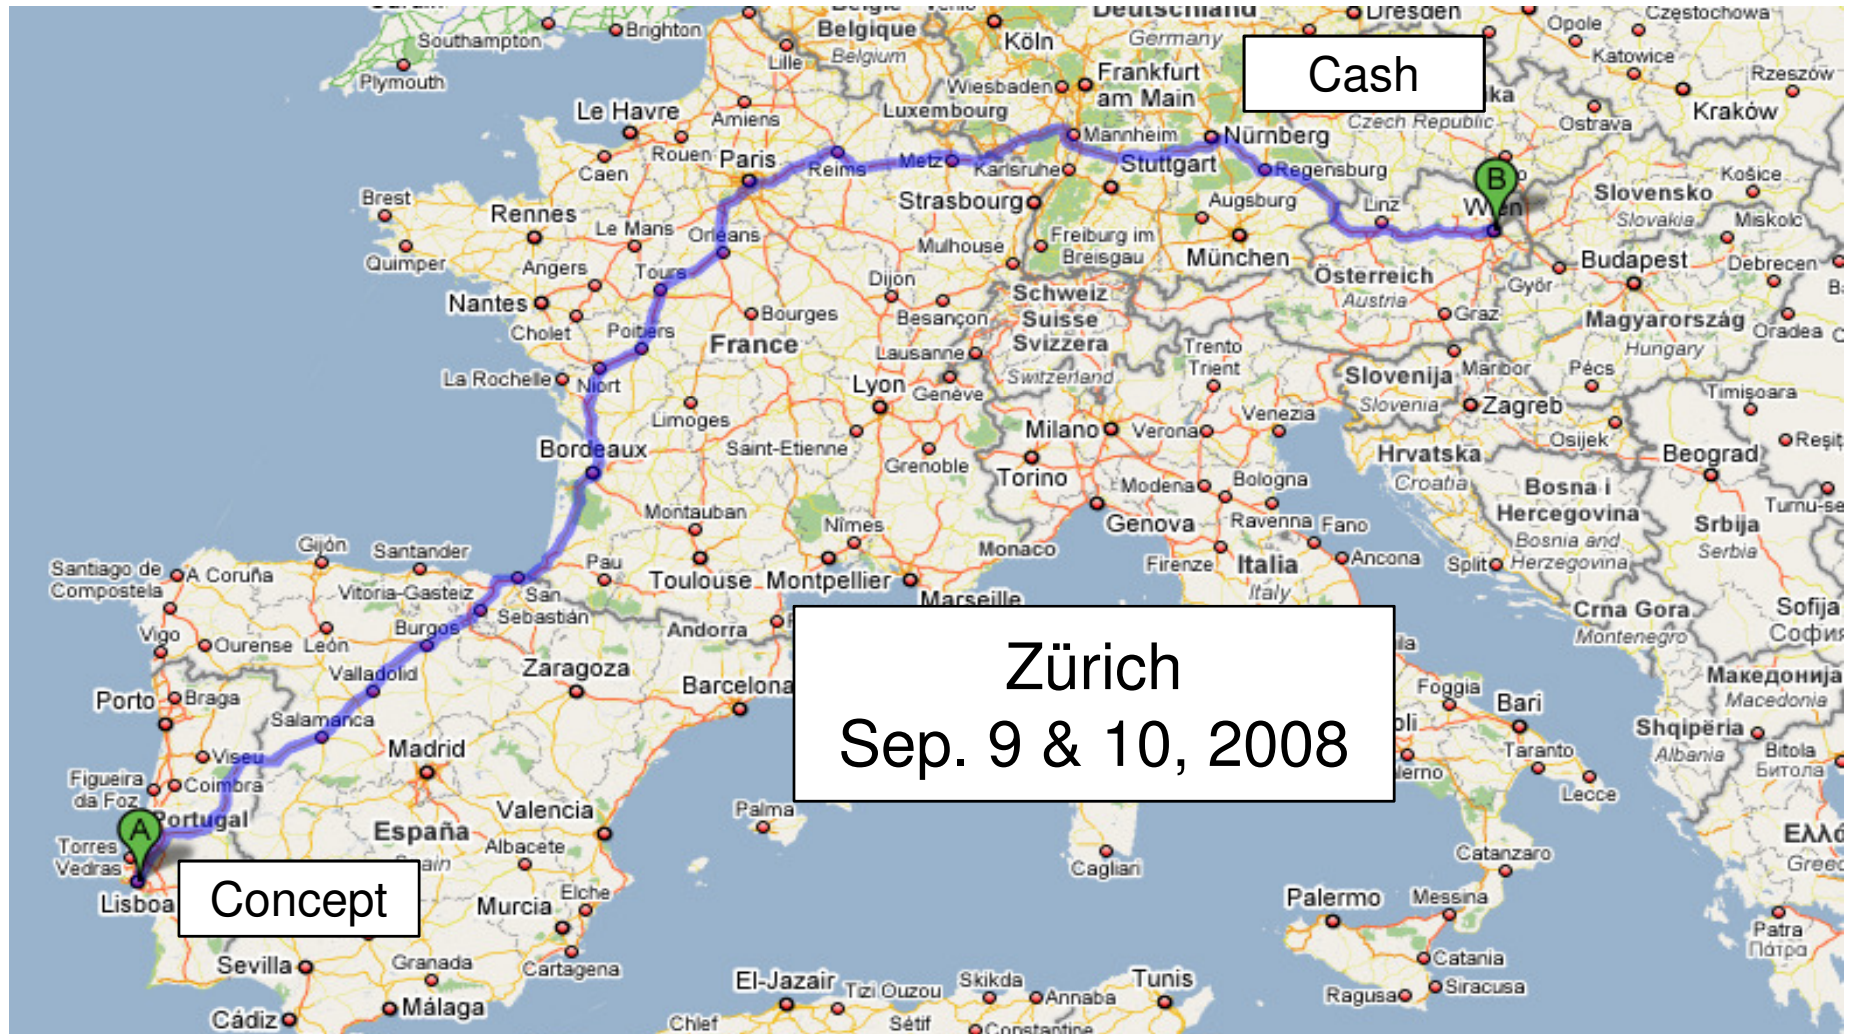 Southampton
Brighton
Plymouth
Lille
Belgique
Belgium
Köln
Deutschland
Germany
Dresden
Opole
Częstochowa
Katowice
Rzeszów
Kraków
Cash
Wiesbaden
Frankfurt
am Main
Luxembourg
Czech Republic
Ostrava
Le Havre
Amiens
Rouen
Caen
Paris
Reims
Metz
Mannheim
Karlsruhe
Nürnberg
Stuttgart
Regensburg
Strasbourg
Augsburg
Linz
B
Wien
Slovensko
Slovakia
Košice
Miskolc
Brest
Quimper
Rennes
Le Mans
Orléans
Mulhouse
Freiburg im
Breisgau
München
Österreich
Austria
Budapest
Debrecen
Györ
Angers
Tours
Nantes
Cholet
Dijon
Besançon
Bourges
Schweiz
Suisse
Svizzera
Switzerland
Graz
Magyarország
Hungary
Oradea
Poitiers
France
Lausanne
Trento
Trient
La Rochelle
Niort
Lyon
Genève
Slovenija
Slovenia
Maribor
Pécs
Timişoara
Limoges
Zagreb
Saint-Etienne
Milano
Verona
Venezia
Osijek
Bordeaux
Grenoble
Torino
Hrvatska
Croatia
Beograd
Modena
Bologna
Bosna i
Hercegovina
Bosnia and
Herzegovina
Montauban
Nîmes
Genova
Ravenna
Fano
Srbija
Serbia
Monaco
Firenze
Italia
Italy
Ancona
Split
Gijón
Santander
Santiago de
Compostela
A Coruña
Vitoria-Gasteiz
San
Sebastián
Pau
Toulouse
Montpellier
Marseille
Crna Gora
Montenegro
Sofija
Vigo
Ourense
León
Burgos
Andorra
Zürich
Sep. 9 & 10, 2008
Valladolid
Zaragoza
Barcelona
Porto
Braga
Foggia
Bari
Македонија
Macedonia
Salamanca
Viseu
Madrid
Taranto
Shqipëria
Albania
Bitola
Битола
Figueira
da Foz
Coimbra
Lecce
A
Portugal
Valencia
Palma
España
Albacete
Torres
Vedras
Lisboa
Concept
Cagliari
Catanzaro
Elche
Murcia
Palermo
Messina
Patra
Πάτρα
Sevilla
Granada
Cartagena
Catania
El-Jazair
Tizi Ouzou
Skikda
Annaba
Tunis
Ragusa
Siracusa
Málaga
Cádiz
Chlef
Sétif
Constantine